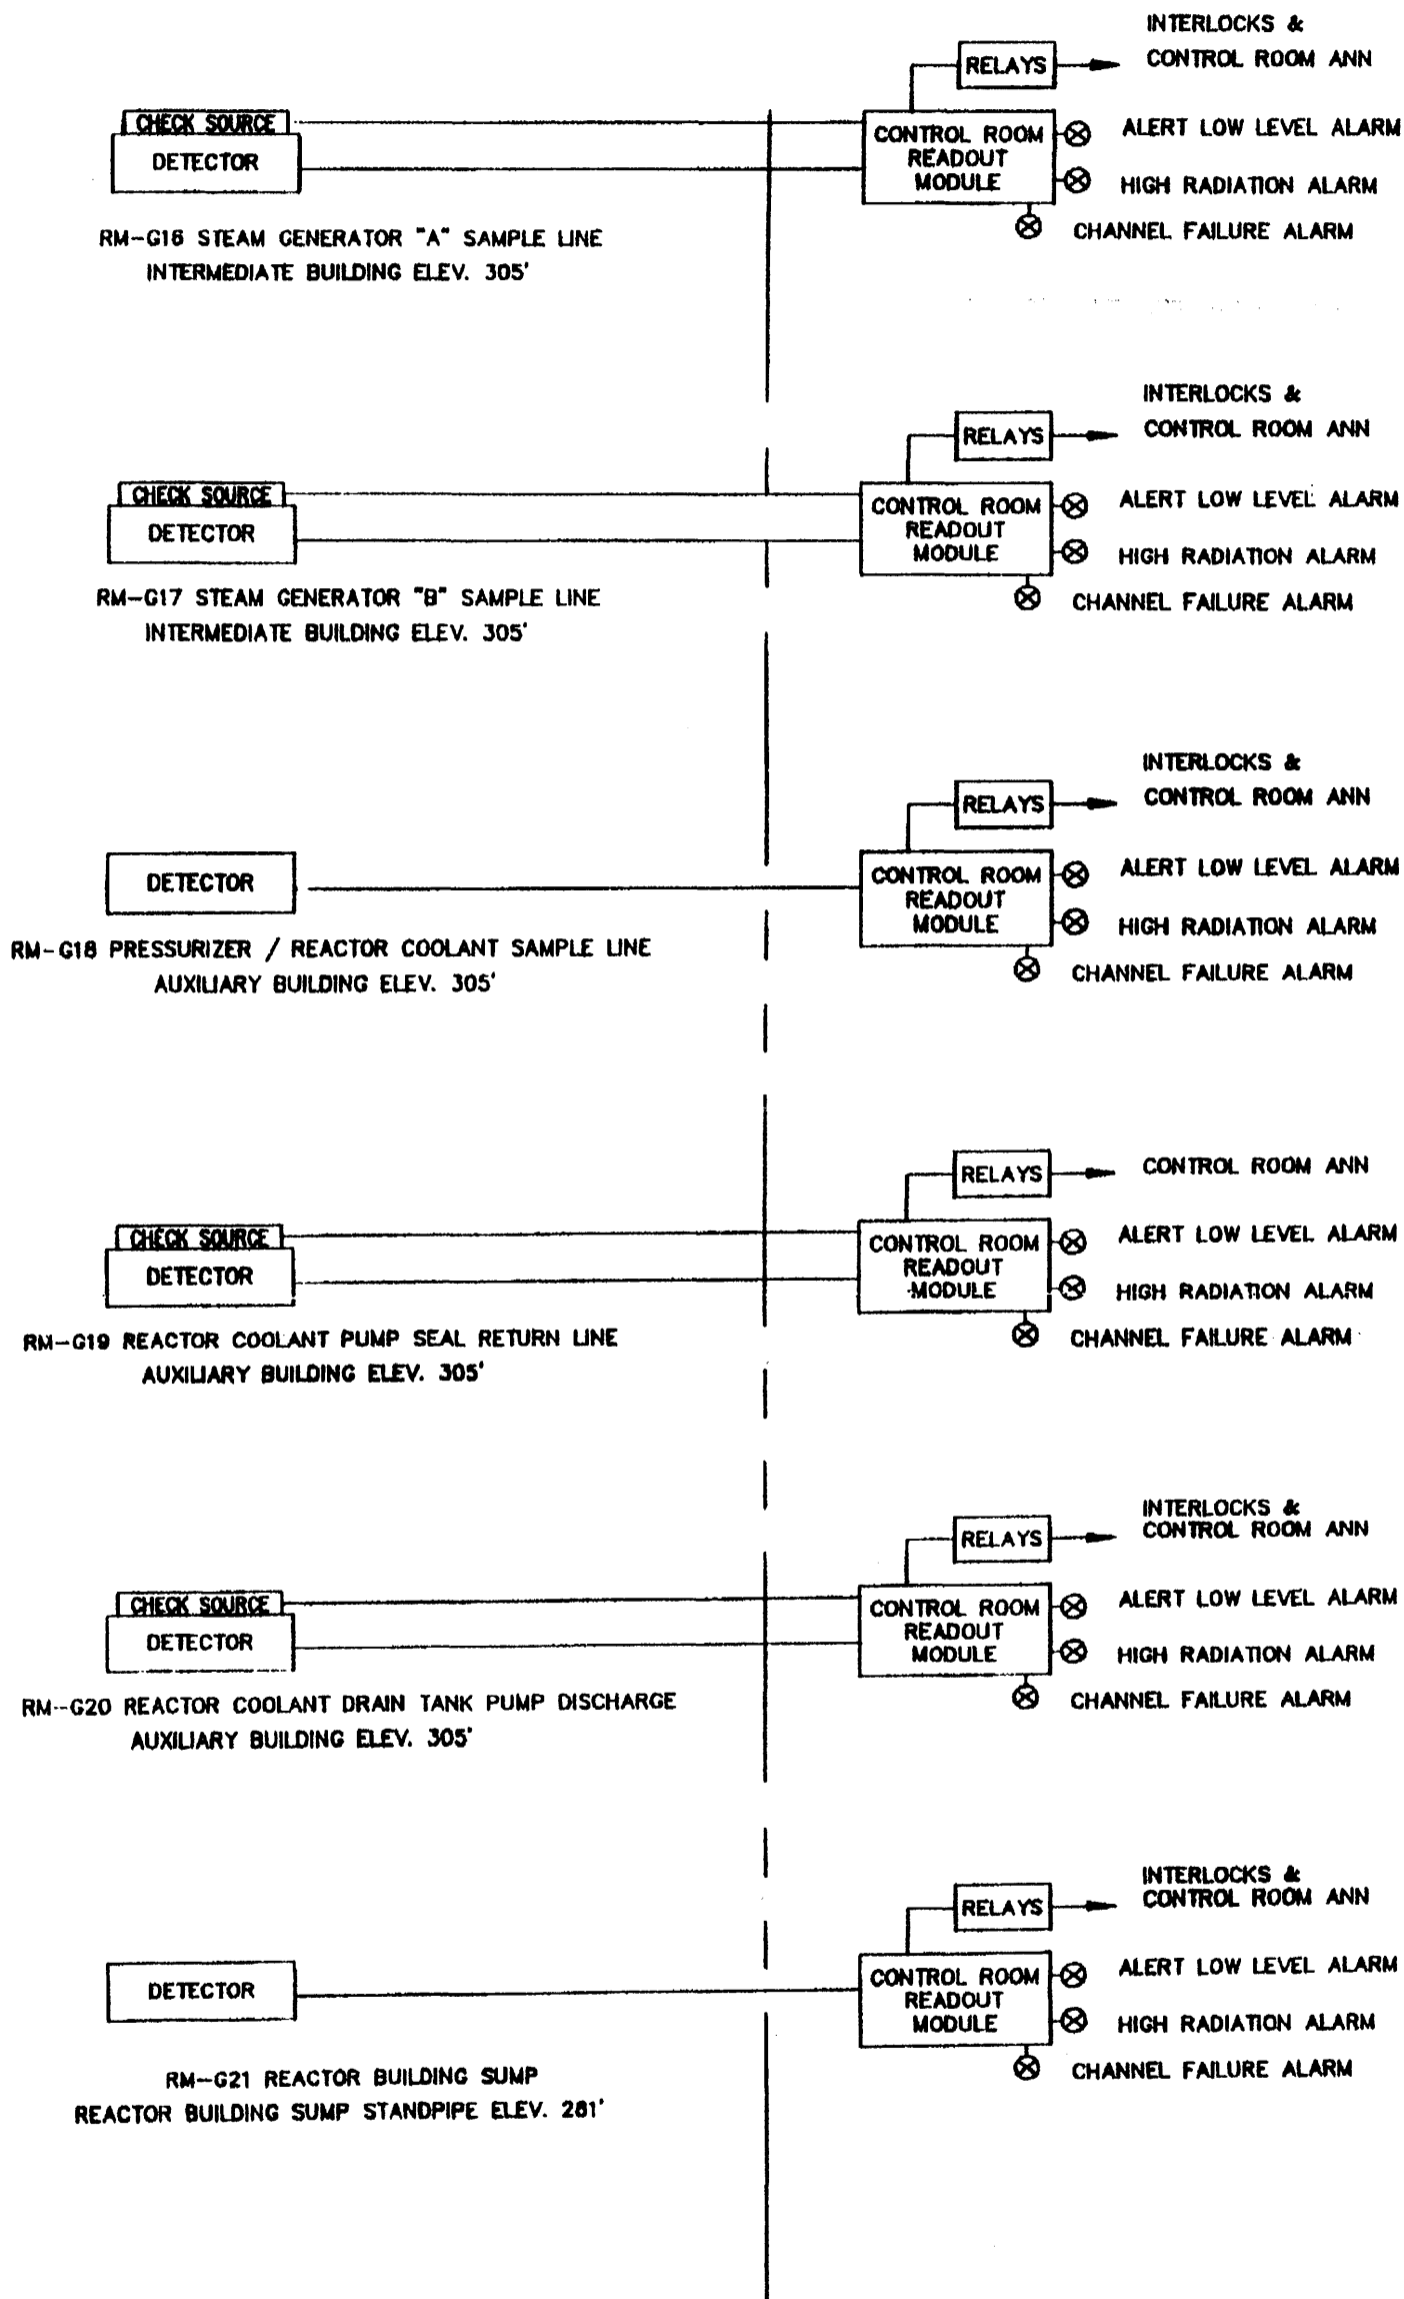 INTERLOCKS &
RELAYS
CONTROL ROOM ANN
CHECK SOURCE
DETECTOR
CONTROL ROOM
READOUT
MODULE
ALERT LOW LEVEL ALARM
HIGH RADIATION ALARM
CHANNEL FAILURE ALARM
RM-G16 STEAM GENERATOR "A" SAMPLE LINE
INTERMEDIATE BUILDING ELEV. 305'
INTERLOCKS &
RELAYS
CONTROL ROOM ANN
CHECK SOURCE
DETECTOR
CONTROL ROOM
READOUT
MODULE
ALERT LOW LEVEL ALARM
HIGH RADIATION ALARM
CHANNEL FAILURE ALARM
RM-G17 STEAM GENERATOR "B" SAMPLE LINE
INTERMEDIATE BUILDING ELEV. 305'
INTERLOCKS &
RELAYS
CONTROL ROOM ANN
DETECTOR
CONTROL ROOM
READOUT
MODULE
ALERT LOW LEVEL ALARM
HIGH RADIATION ALARM
CHANNEL FAILURE ALARM
RM-G18 PRESSURIZER / REACTOR COOLANT SAMPLE LINE
AUXILIARY BUILDING ELEV. 305'
RELAYS
CONTROL ROOM ANN
CHECK SOURCE
DETECTOR
CONTROL ROOM
READOUT
MODULE
ALERT LOW LEVEL ALARM
HIGH RADIATION ALARM
CHANNEL FAILURE ALARM
RM-G19 REACTOR COOLANT PUMP SEAL RETURN LINE
AUXILIARY BUILDING ELEV. 305'
INTERLOCKS &
RELAYS
CONTROL ROOM ANN
CHECK SOURCE
DETECTOR
CONTROL ROOM
READOUT
MODULE
ALERT LOW LEVEL ALARM
HIGH RADIATION ALARM
CHANNEL FAILURE ALARM
RM-G20 REACTOR COOLANT DRAIN TANK PUMP DISCHARGE
AUXILIARY BUILDING ELEV. 305'
INTERLOCKS &
RELAYS
CONTROL ROOM ANN
DETECTOR
CONTROL ROOM
READOUT
MODULE
ALERT LOW LEVEL ALARM
HIGH RADIATION ALARM
CHANNEL FAILURE ALARM
RM-G21 REACTOR BUILDING SUMP
REACTOR BUILDING SUMP STANDPIPE ELEV. 281'